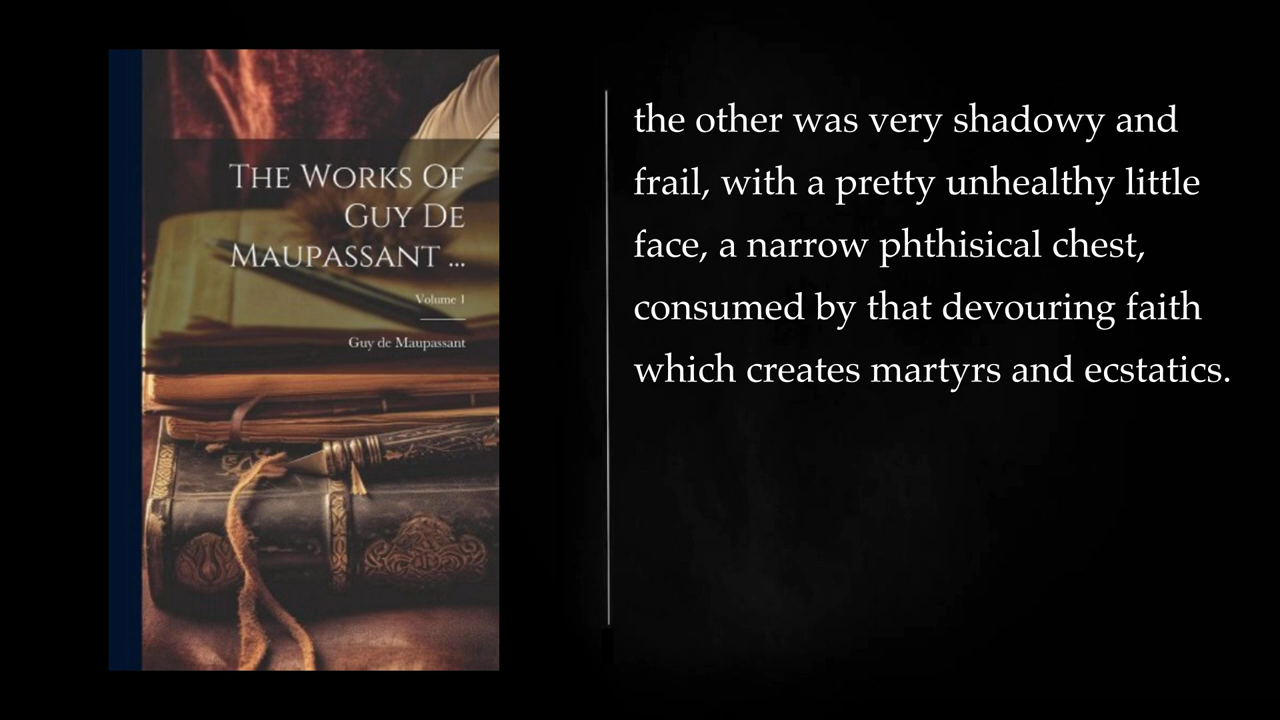 THE WORKS OF
GUY DE
MAUPASSANT ...
Volume 1
Guy de Maupassant
the other was very shadowy and
frail, with a pretty unhealthy little
face, a narrow phthisical chest,
consumed by that devouring faith
which creates martyrs and ecstatics.